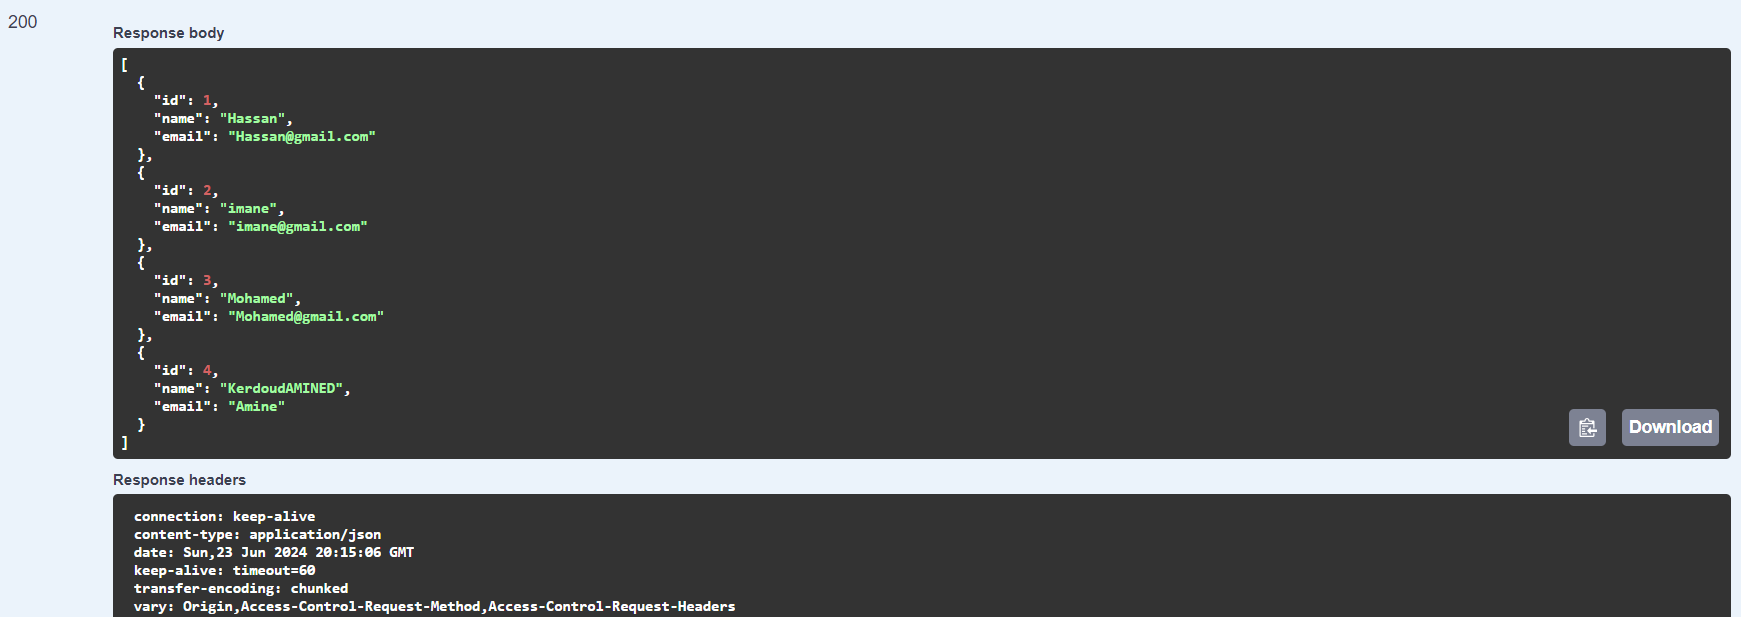 200
Response body
[
  {
    "id": 1,
    "name": "Hassan",
    "email": "Hassan@gmail.com"
  },
  {
    "id": 2,
    "name": "imane",
    "email": "imane@gmail.com"
  },
  {
    "id": 3,
    "name": "Mohamed",
    "email": "Mohamed@gmail.com"
  },
  {
    "id": 4,
    "name": "KerdoudAMINED",
    "email": "Amine"
  }
]
Download
Response headers
connection: keep-alive
content-type: application/json
date: Sun,23 Jun 2024 20:15:06 GMT
keep-alive: timeout=60
transfer-encoding: chunked
vary: Origin,Access-Control-Request-Method,Access-Control-Request-Headers